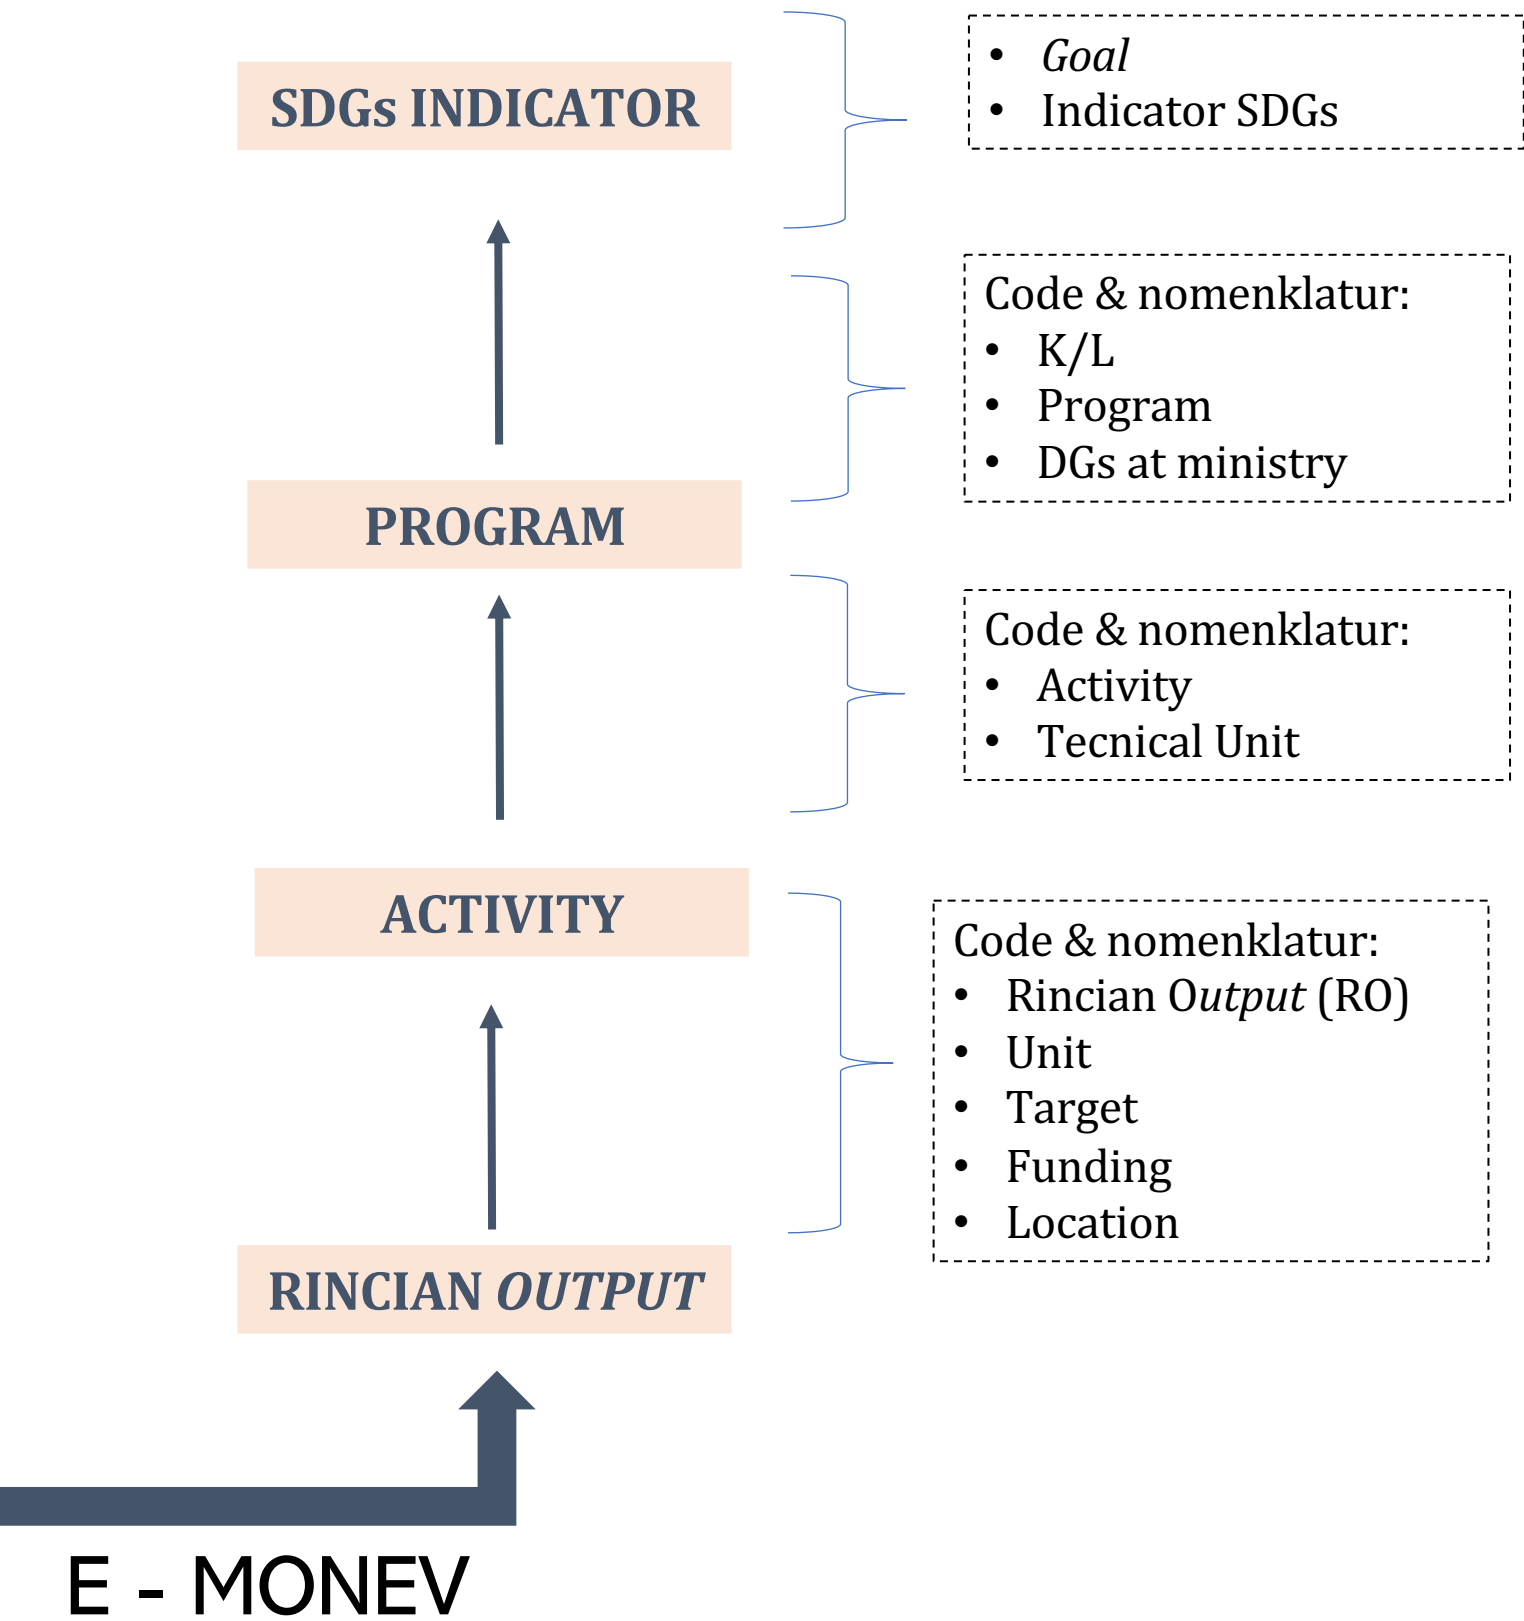 SDGs INDICATOR
• Goal
• Indicator SDGs
PROGRAM
Code & nomenklatur:
• K/L
• Program
• DGs at ministry
ACTIVITY
Code & nomenklatur:
• Activity
• Tecnical Unit
RINCIAN OUTPUT
Code & nomenklatur:
• Rincian Output (RO)
• Unit
• Target
• Funding
• Location
E - MONEV